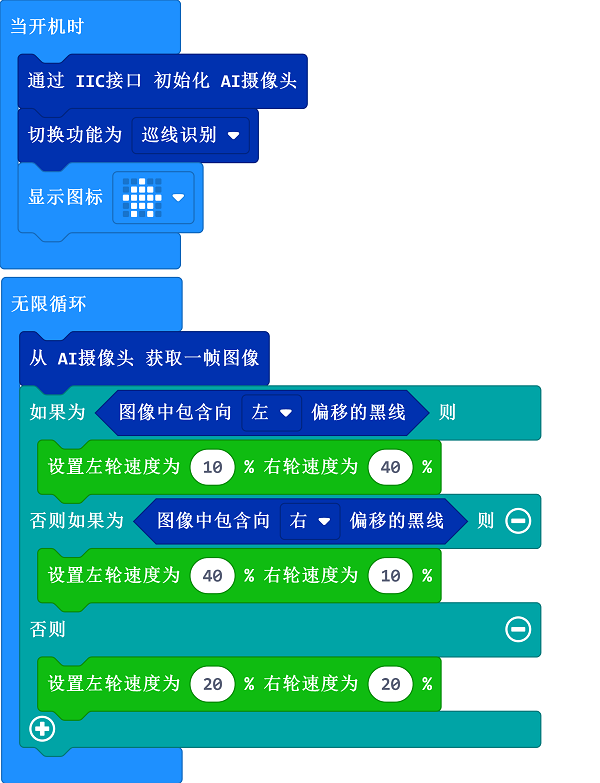 当开机时
通过 IIC接口 初始化 AI摄像头
切换功能为 巡线识别
显示图标
无限循环
从 AI摄像头 获取一帧图像
如果为 图像中包含向 左 偏移的黑线 则
设置左轮速度为 10 % 右轮速度为 40 %
否则如果为 图像中包含向 右 偏移的黑线 则
设置左轮速度为 40 % 右轮速度为 10 %
否则
设置左轮速度为 20 % 右轮速度为 20 %